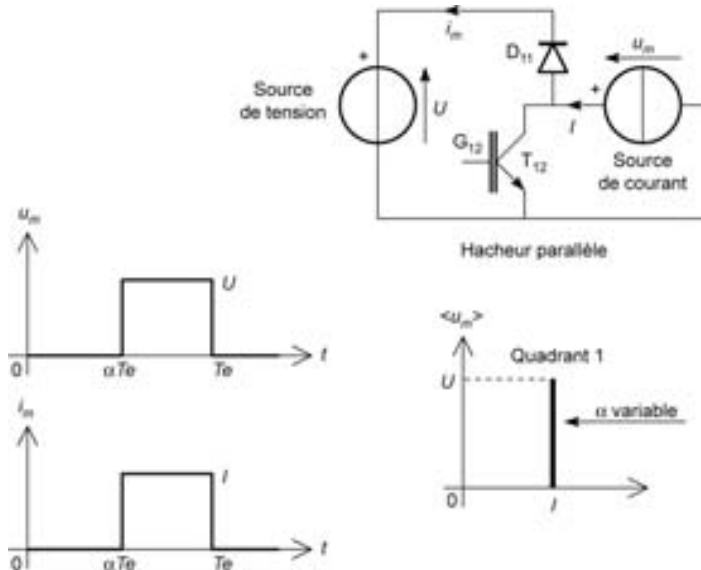 i_m
D_11
u_m
+
+
Source
de tension
U
I
G_12
T_12
Source
de courant
Hacheur parallèle
u_m
U
0
αTe
Te
t
i_m
I
0
αTe
Te
t
<u_m>
Quadrant 1
U
α variable
0
I